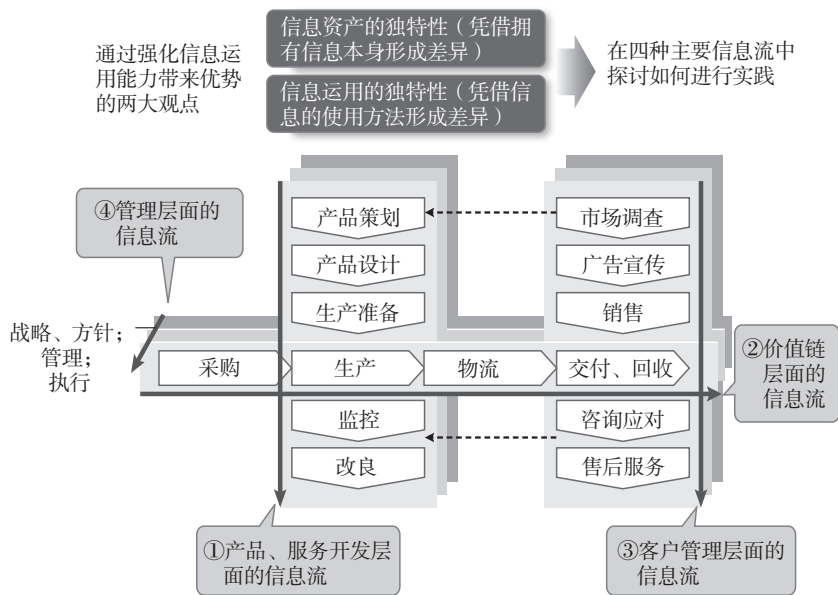 通过强化信息运
用能力带来优势
的两大观点
信息资产的独特性（凭借拥
有信息本身形成差异）
信息运用的独特性（凭借信
息的使用方法形成差异）
在四种主要信息流中
探讨如何进行实践
④管理层面的
信息流
产品策划
市场调查
产品设计
广告宣传
生产准备
销售
战略、方针；
管理；
执行
采购
生产
物流
交付、回收
②价值链
层面的
信息流
监控
咨询应对
改良
售后服务
①产品、服务开发层
面的信息流
③客户管理层面的
信息流